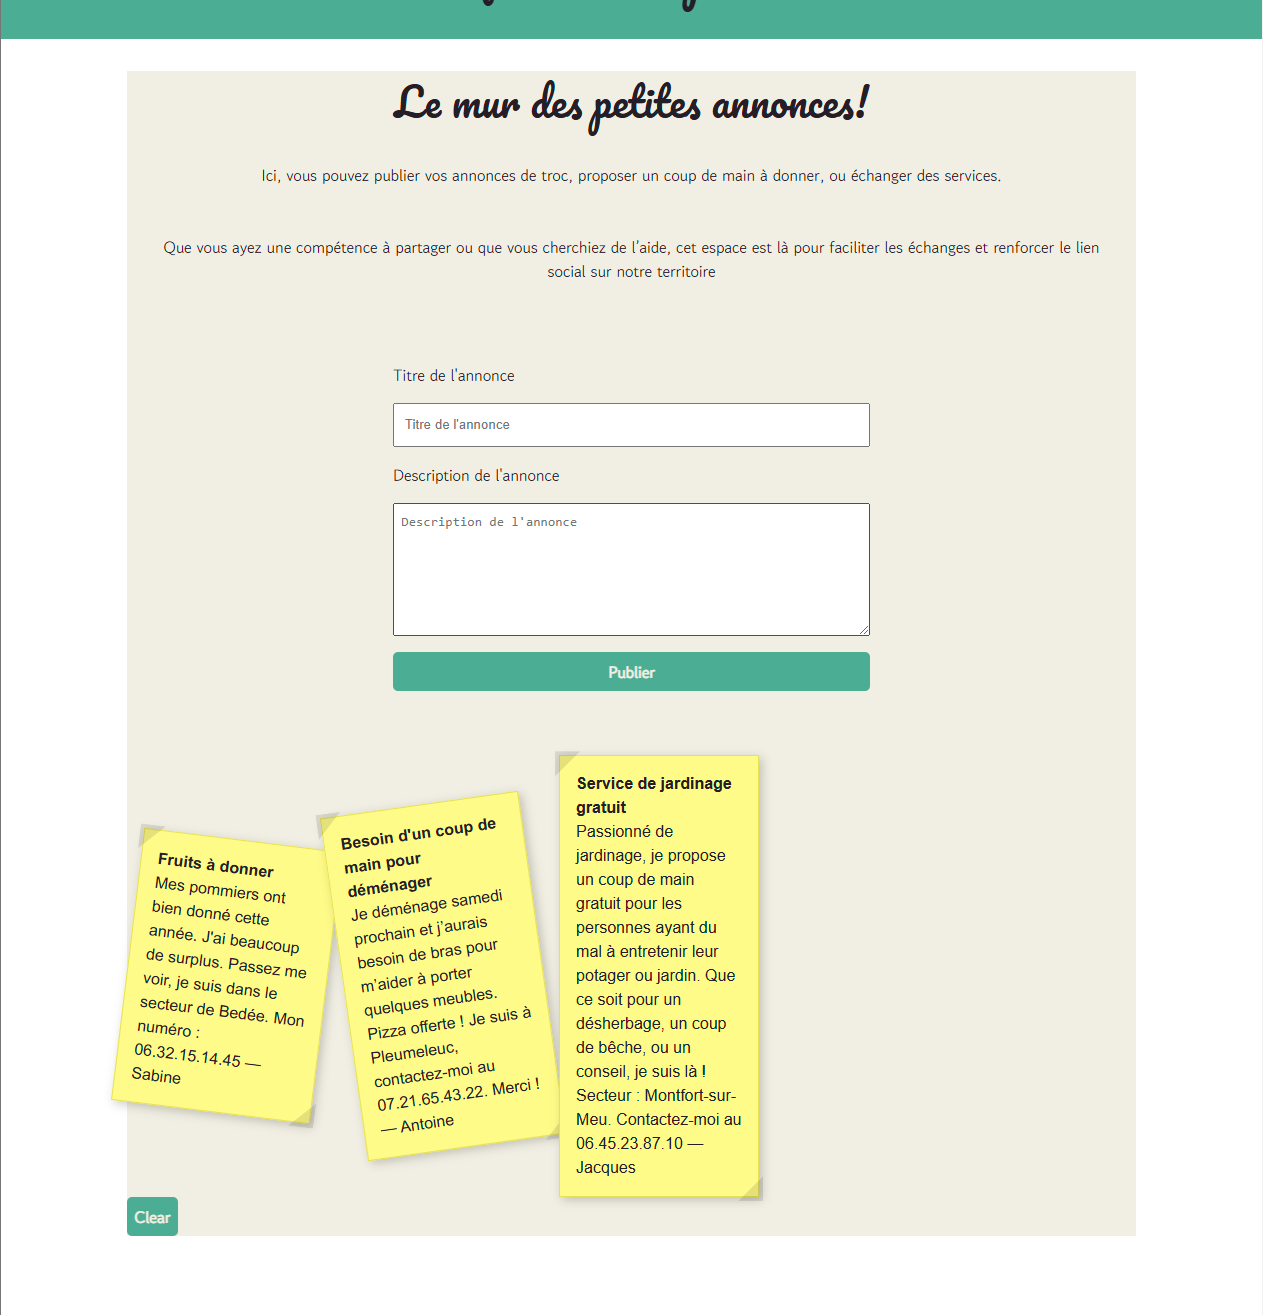 Le mur des petites annonces!
Ici, vous pouvez publier vos annonces de troc, proposer un coup de main à donner, ou échanger des services.
Que vous ayez une compétence à partager ou que vous cherchiez de l'aide, cet espace est là pour faciliter les échanges et renforcer le lien
social sur notre territoire
Titre de l'annonce
Titre de l'annonce
Description de l'annonce
Description de l'annonce
Publier
Fruits à donner
Mes pommiers ont
bien donné cette
année. J'ai beaucoup
de surplus. Passez me
voir, je suis dans le
secteur de Bedée. Mon
numéro :
06.32.15.14.45 —
Sabine
Besoin d'un coup de
main pour
déménager
Je déménage samedi
prochain et j’aurais
besoin de bras pour
m’aider à porter
quelques meubles.
Pizza offerte ! Je suis à
Pleumeleuc,
contactez-moi au
07.21.65.43.22. Merci !
— Antoine
Service de jardinage
gratuit
Passionné de
jardinage, je propose
un coup de main
gratuit pour les
personnes ayant du
mal à entretenir leur
potager ou jardin. Que
ce soit pour un
désherbage, un coup
de bêche, ou un
conseil, je suis là !
Secteur : Montfort-sur-
Meu. Contactez-moi au
06.45.23.87.10 —
Jacques
Clear